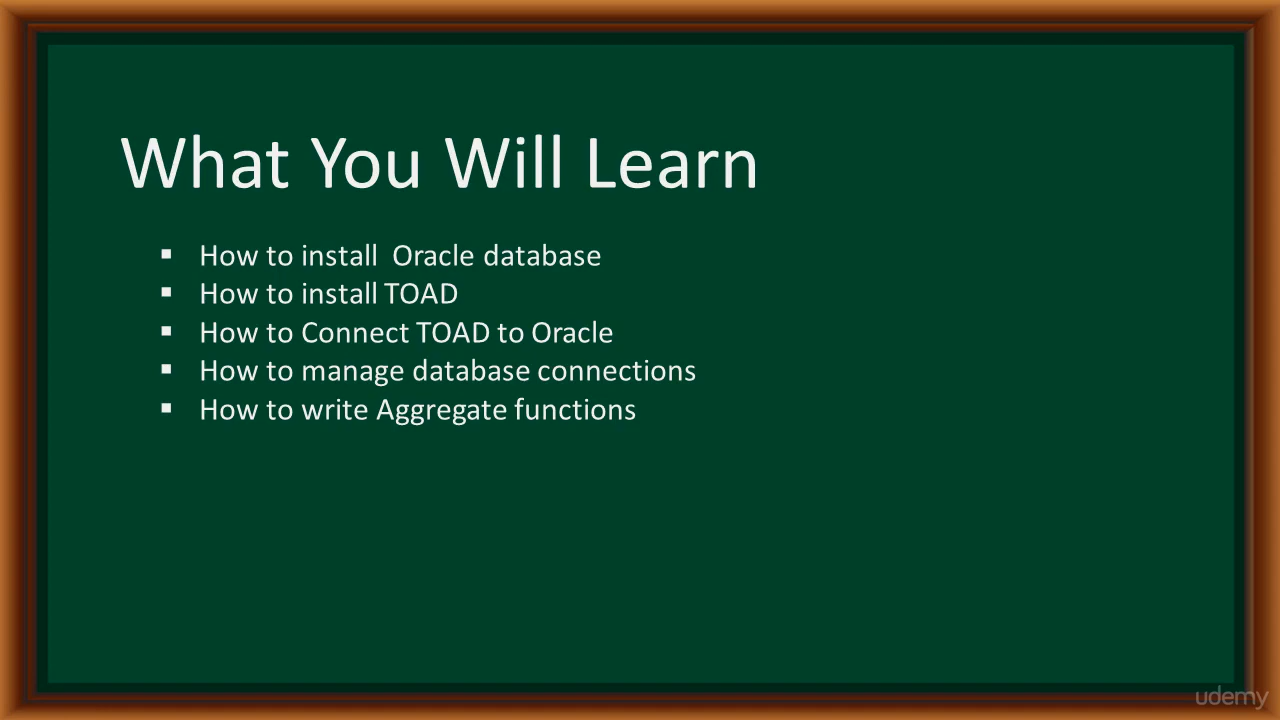 What You Will Learn
▪ How to install  Oracle database
▪ How to install TOAD
▪ How to Connect TOAD to Oracle
▪ How to manage database connections
▪ How to write Aggregate functions
udemy